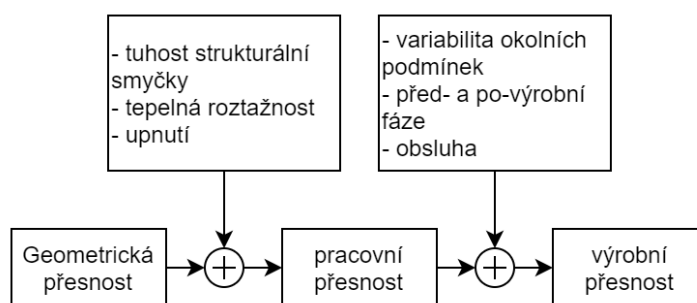 - tuhost strukturální
smyčky
- tepelná roztažnost
- upnutí
- variabilita okolních
podmínek
- před- a po-výrobní
fáze
- obsluha
Geometrická
přesnost
pracovní
přesnost
výrobní
přesnost